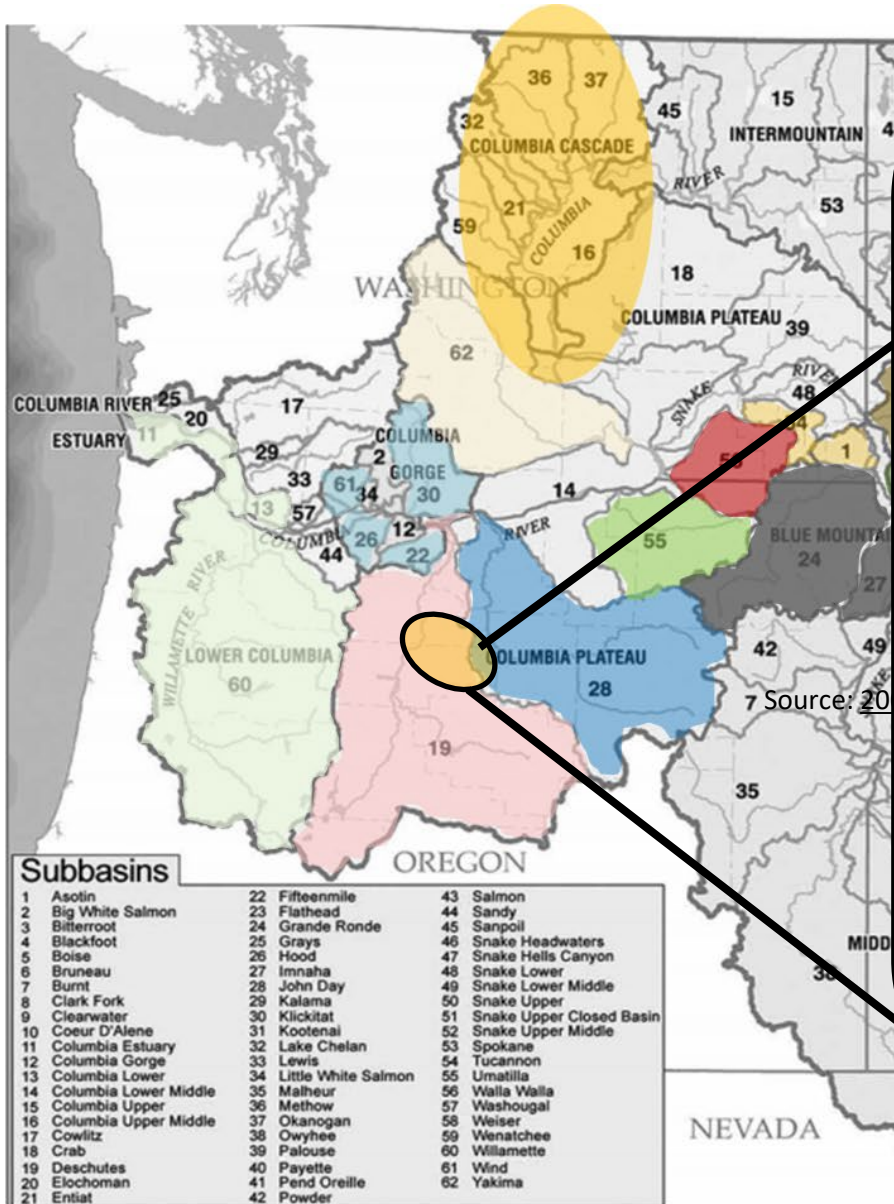 36
37
45
15
32
COLUMBIA CASCADE
INTERMOUNTAIN
4
RIVER
21
53
59
COLUMBIA
16
18
WASHINGTON
COLUMBIA PLATEAU
39
62
RIVER
48
SNAKE
25
COLUMBIA RIVER
20
17
ESTUARY
11
COLUMBIA
2
GORGE
29
33
61
34
30
14
1
13
57
COLUMBIA
12
RIVER
26
22
44
55
BLUE MOUNTAI
24
27
WILLAMETTE RIVER
LOWER COLUMBIA
60
COLUMBIA PLATEAU
28
42
49
7
Source: 20
19
35
OREGON
MIDD
38
NEVADA
Subbasins
1 Asotin
2 Big White Salmon
3 Bitterroot
4 Blackfoot
5 Boise
6 Bruneau
7 Burnt
8 Clark Fork
9 Clearwater
10 Coeur D'Alene
11 Columbia Estuary
12 Columbia Gorge
13 Columbia Lower
14 Columbia Lower Middle
15 Columbia Upper
16 Columbia Upper Middle
17 Cowlitz
18 Crab
19 Deschutes
20 Elochoman
21 Entiat
22 Fifteenmile
23 Flathead
24 Grande Ronde
25 Grays
26 Hood
27 Imnaha
28 John Day
29 Kalama
30 Klickitat
31 Kootenai
32 Lake Chelan
33 Lewis
34 Little White Salmon
35 Malheur
36 Methow
37 Okanogan
38 Owyhee
39 Palouse
40 Payette
41 Pend Oreille
42 Powder
43 Salmon
44 Sandy
45 Sanpoil
46 Snake Headwaters
47 Snake Hells Canyon
48 Snake Lower
49 Snake Lower Middle
50 Snake Upper
51 Snake Upper Closed Basin
52 Snake Upper Middle
53 Spokane
54 Tucannon
55 Umatilla
56 Walla Walla
57 Washougal
58 Weiser
59 Wenatchee
60 Willamette
61 Wind
62 Yakima